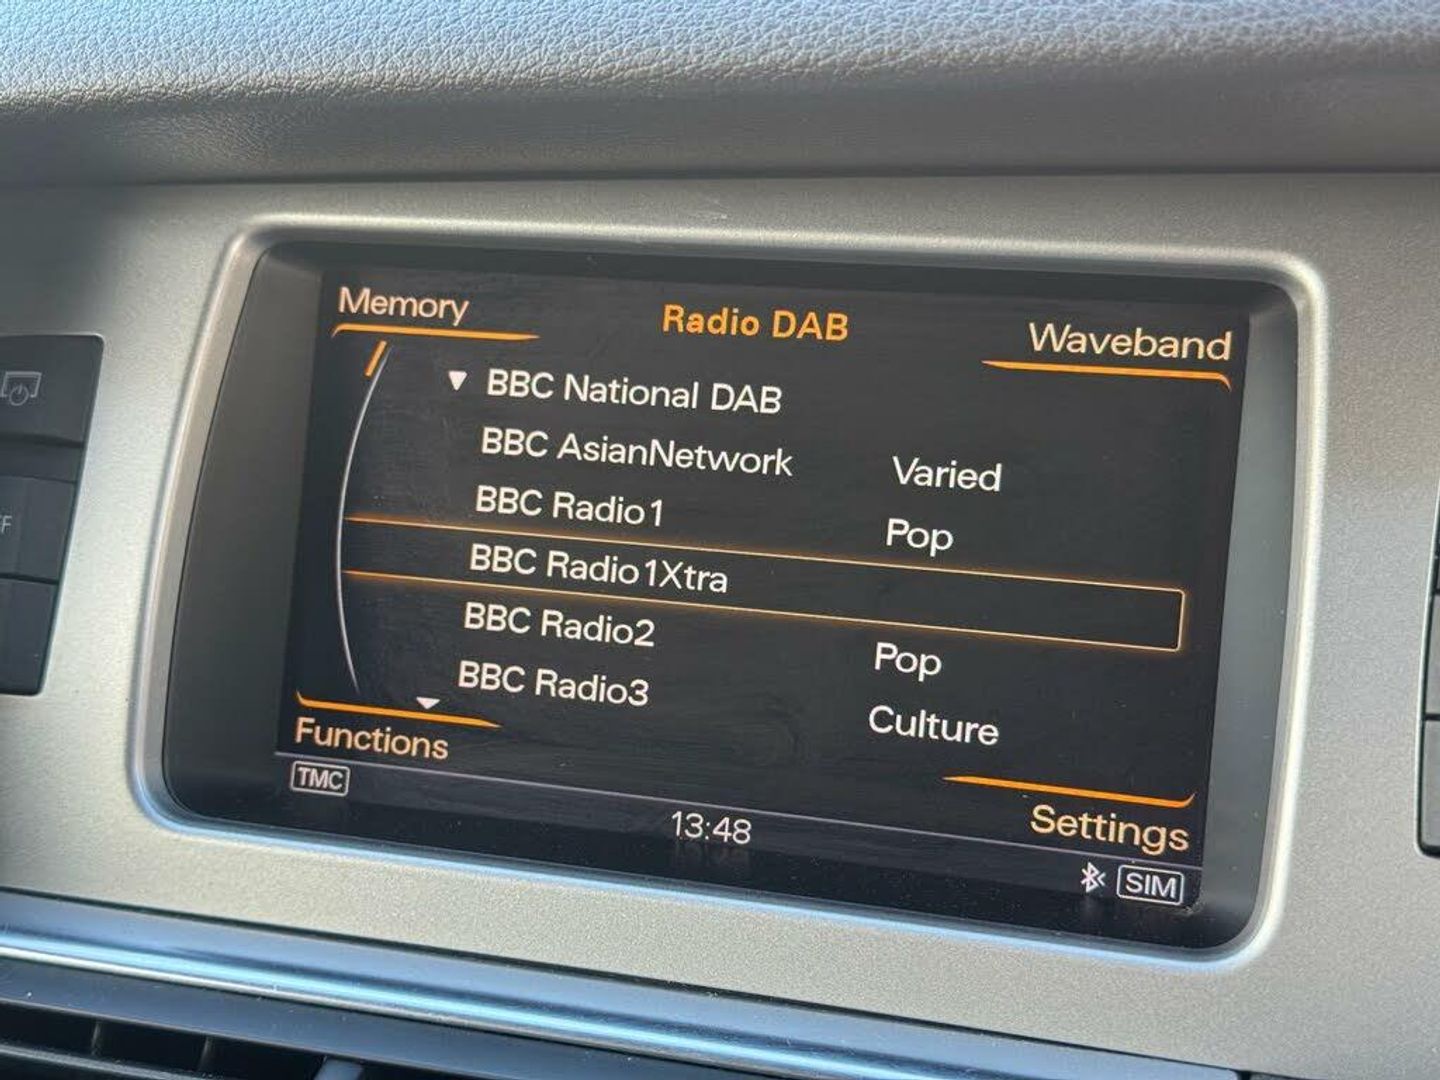 Memory
Radio DAB
Waveband
BBC National DAB
BBC AsianNetwork Varied
BBC Radio1 Pop
BBC Radio1Xtra
BBC Radio2 Pop
BBC Radio3 Culture
Functions
Settings
TMC
13:48
SIM